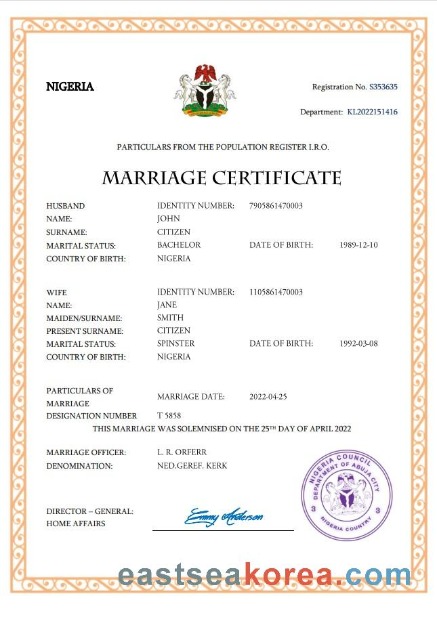 NIGERIA
Registration No. S353635
Department: KL2022151416
PARTICULARS FROM THE POPULATION REGISTER I.R.O.
MARRIAGE CERTIFICATE
HUSBAND IDENTITY NUMBER: 7905861470003
NAME: JOHN
SURNAME: CITIZEN
MARITAL STATUS: BACHELOR DATE OF BIRTH: 1989-12-10
COUNTRY OF BIRTH: NIGERIA
WIFE IDENTITY NUMBER: 1105861470003
NAME: JANE
MAIDEN/SURNAME: SMITH
PRESENT SURNAME: CITIZEN
MARITAL STATUS: SPINSTER DATE OF BIRTH: 1992-03-08
COUNTRY OF BIRTH: NIGERIA
PARTICULARS OF
MARRIAGE MARRIAGE DATE: 2022-04-25
DESIGNATION NUMBER T 5858
THIS MARRIAGE WAS SOLEMNISED ON THE 25TH DAY OF APRIL 2022
MARRIAGE OFFICER: L. R. ORFERR
DENOMINATION: NED.GEREF. KERK
NIGERIA COUNCIL
DEPARTMENT OF ABUJA CITY
3 3
NIGERIA COUNTRY
DIRECTOR – GENERAL:
HOME AFFAIRS
Emmy Anderson
eastseakorea.com